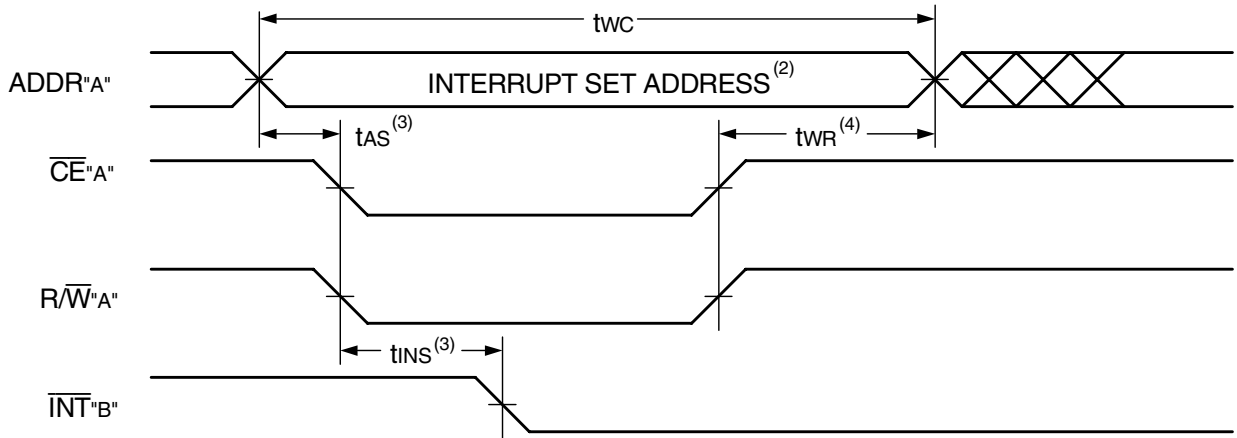 tWC
ADDR"A" INTERRUPT SET ADDRESS(2)
tAS(3) tWR(4)
CE"A"
R/W"A"
tINS(3)
INT"B"